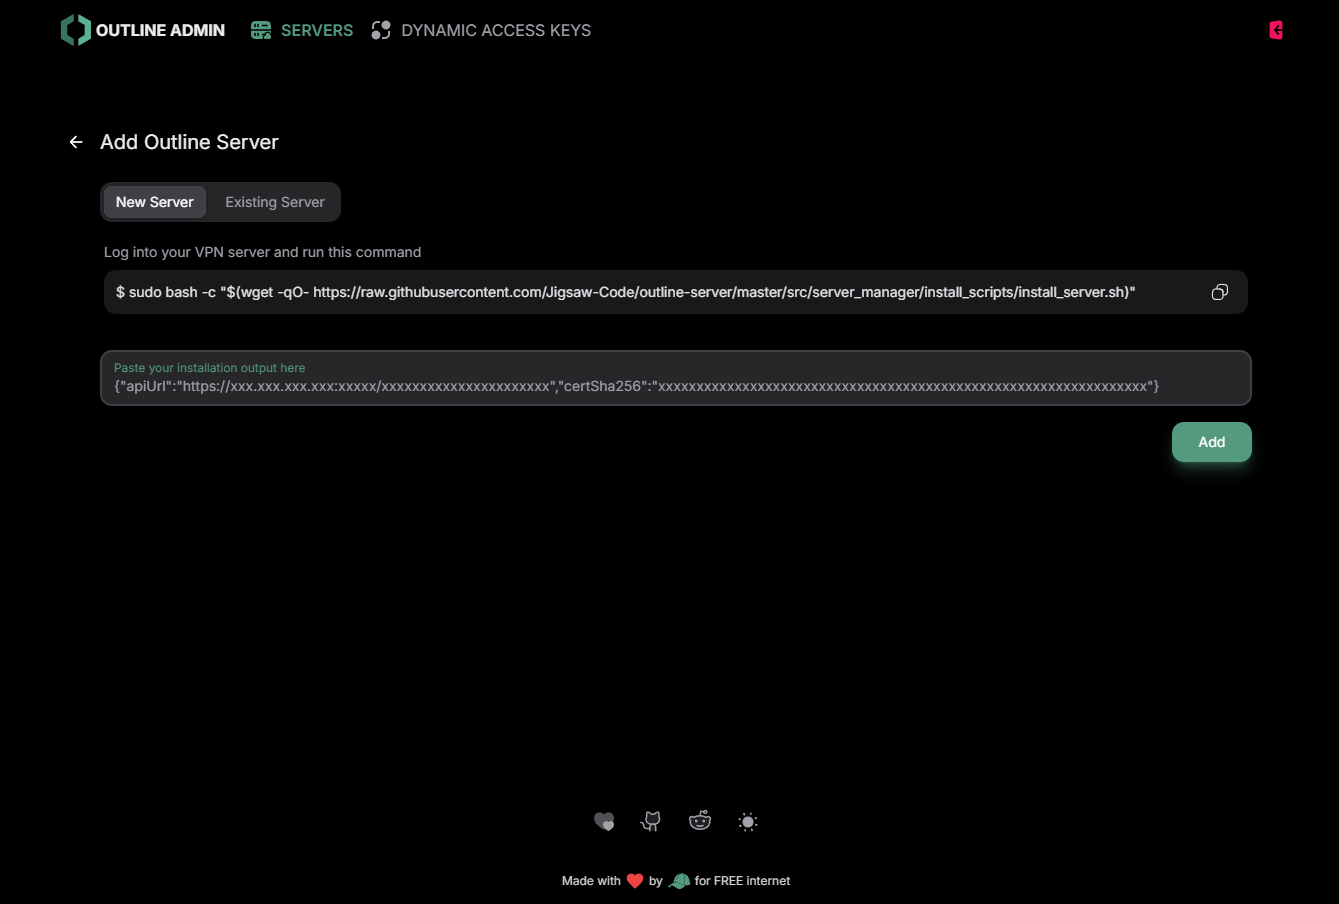 OUTLINE ADMIN SERVERS DYNAMIC ACCESS KEYS
Add Outline Server
New Server Existing Server
Log into your VPN server and run this command
$ sudo bash -c "$(wget -qO- https://raw.githubusercontent.com/Jigsaw-Code/outline-server/master/src/server_manager/install_scripts/install_server.sh)"
Paste your installation output here
{"apiUrl":"https://xxx.xxx.xxx.xxx:xxxxx/xxxxxxxxxxxxxxxxxxxxxx","certSha256":"xxxxxxxxxxxxxxxxxxxxxxxxxxxxxxxxxxxxxxxxxxxxxxxxxxxxxxxxxxxxxxxx"}
Add
Made with by for FREE internet